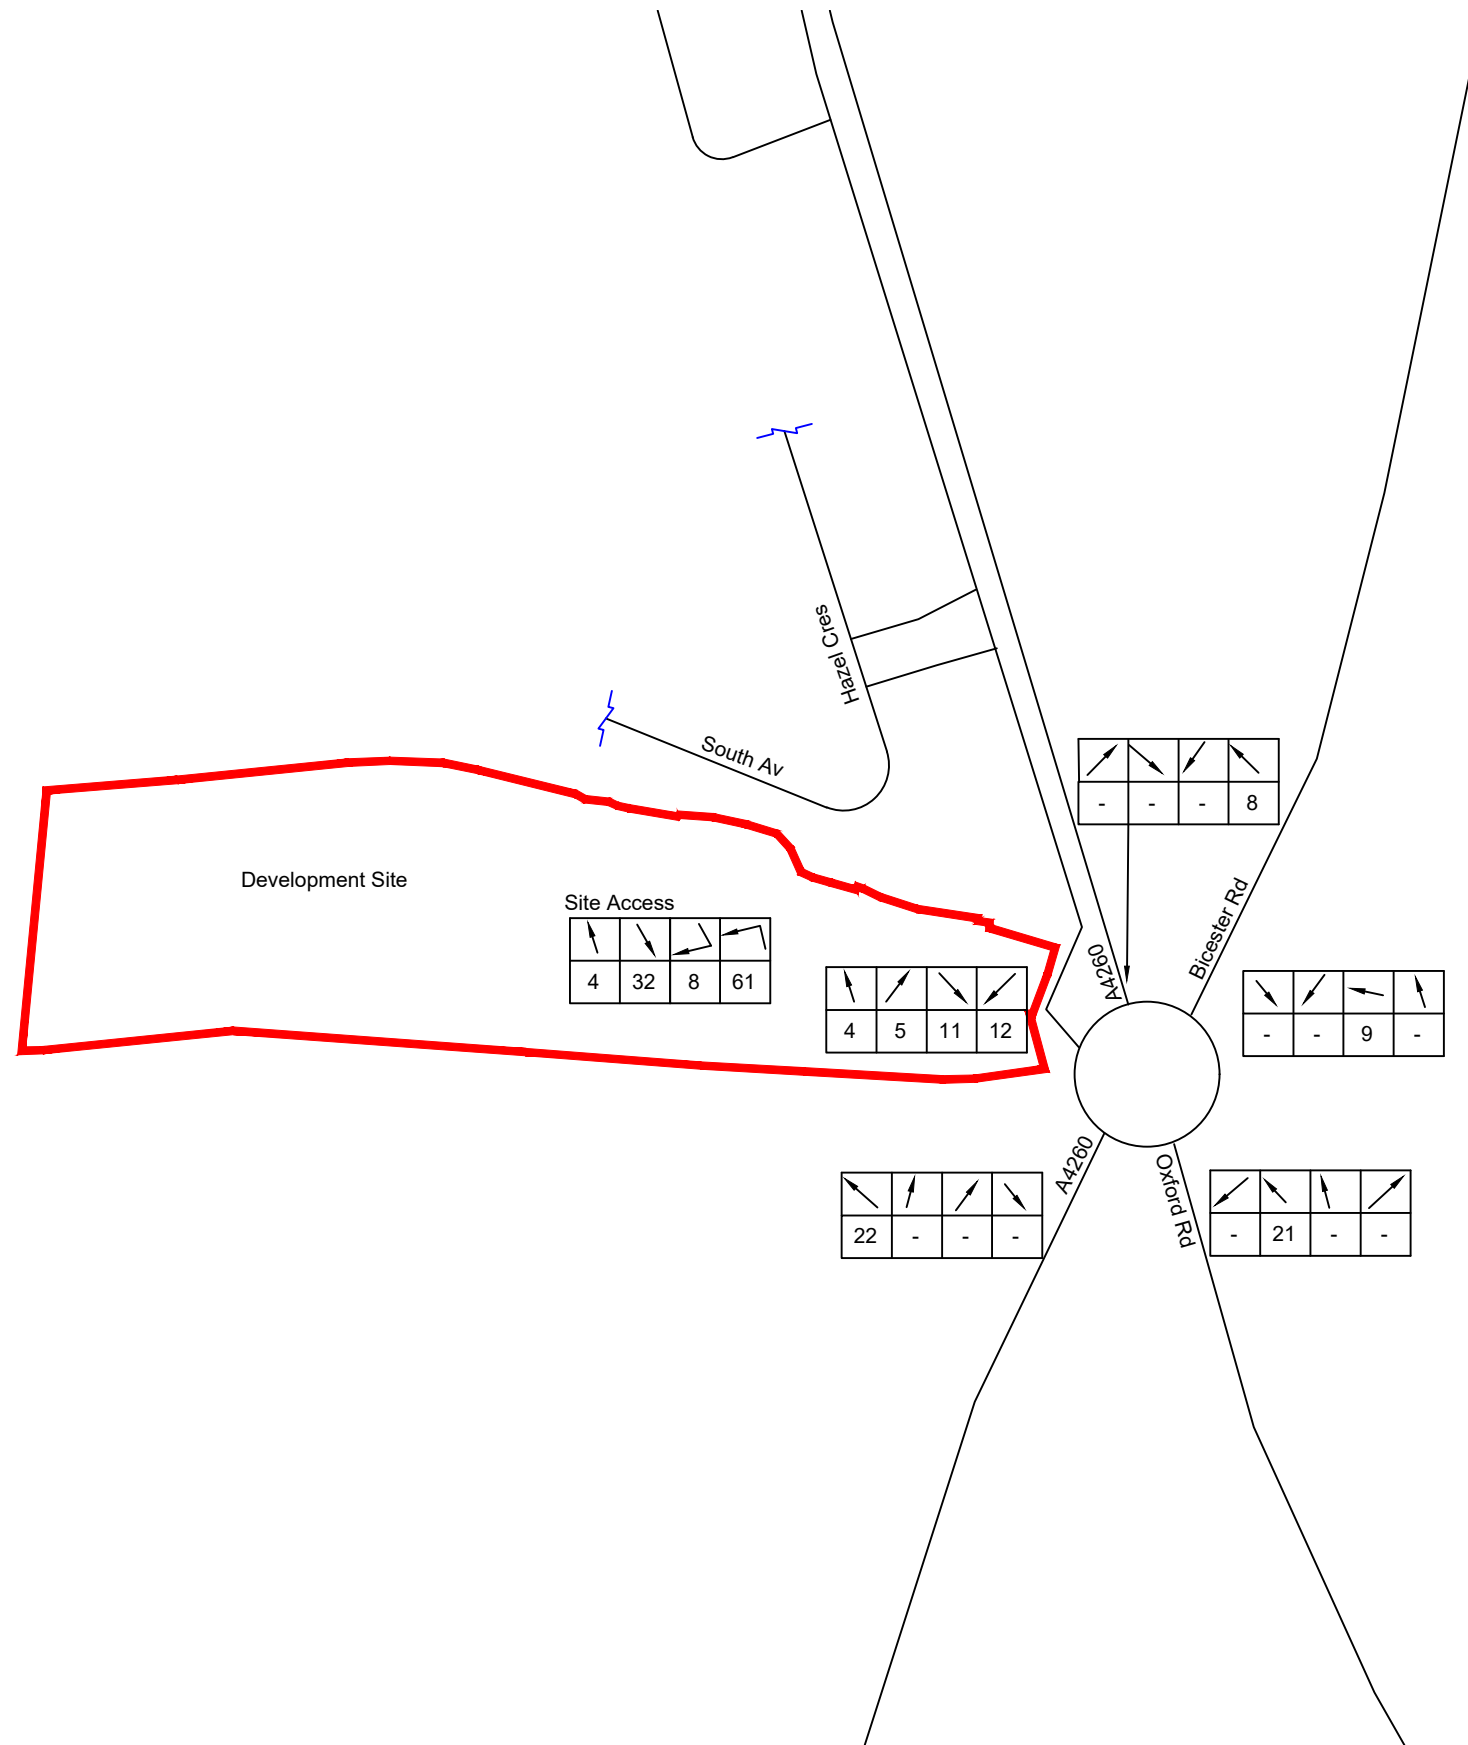 Hazel Cres
South Av
- - - 8
Development Site
Site Access
4 32 8 61
A4260
Bicester Rd
4 5 11 12
- - 9 -
A4260
Oxford Rd
22 - - -
- 21 - -